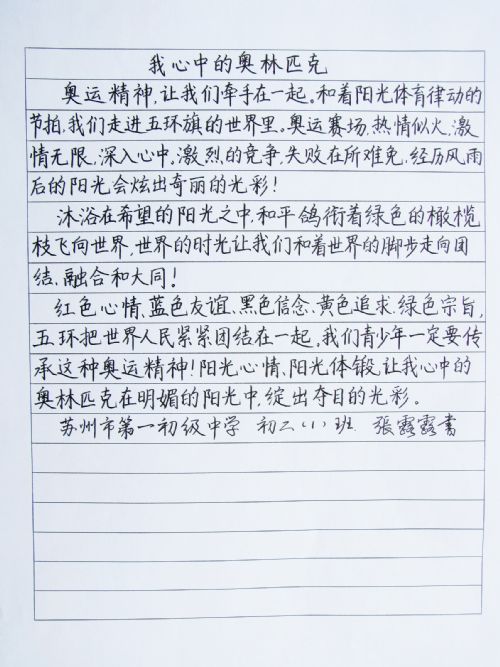 我心中的奥林匹克
奥运精神,让我们牵手在一起。和着阳光体育律动的
节拍,我们走进五环旗的世界里。奥运赛场,热情似火,激
情无限,深入心中,激烈的竞争,失败在所难免,经历风雨
后的阳光会炫出奇丽的光彩!
沐浴在希望的阳光之中,和平鸽衔着绿色的橄榄
枝飞向世界,世界的时光让我们和着世界的脚步走向团
结、融合和大同!
红色心情、蓝色友谊、黑色信念、黄色追求、绿色宗旨,
五环把世界人民紧紧团结在一起。我们青少年一定要传
承这种奥运精神!阳光心情、阳光体锻,让我心中的
奥林匹克在明媚的阳光中,绽出夺目的光彩。
苏州市第一初级中学 初二(1)班 張露露書